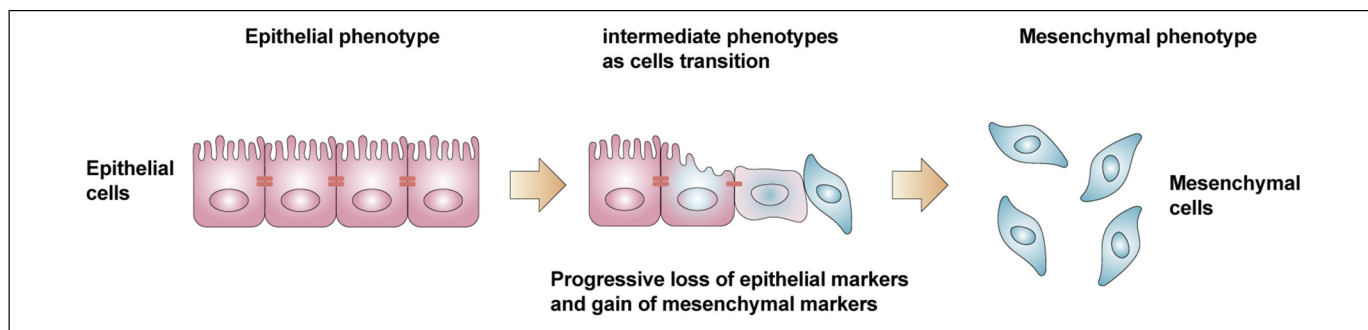 Epithelial phenotype
intermediate phenotypes
as cells transition
Mesenchymal phenotype
Epithelial
cells
Mesenchymal
cells
Progressive loss of epithelial markers
and gain of mesenchymal markers